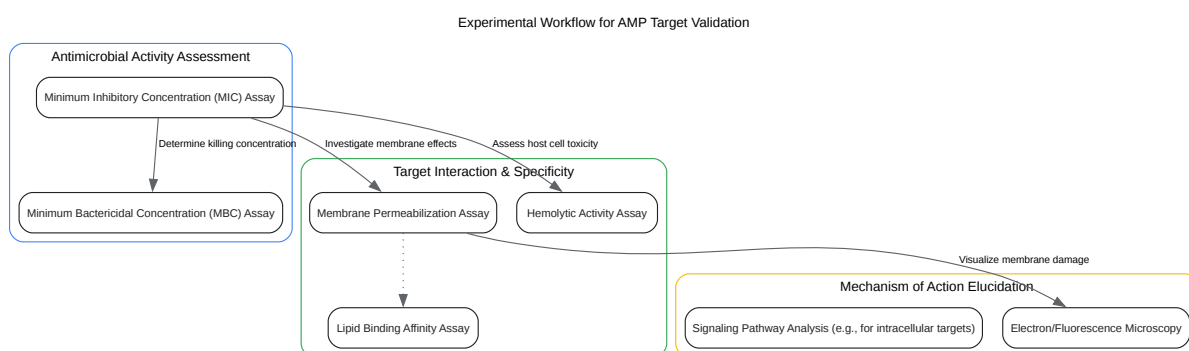 Experimental Workflow for AMP Target Validation
Antimicrobial Activity Assessment
Minimum Inhibitory Concentration (MIC) Assay
Determine killing concentration
Investigate membrane effects
Assess host cell toxicity
Target Interaction & Specificity
Minimum Bactericidal Concentration (MBC) Assay
Membrane Permeabilization Assay
Hemolytic Activity Assay
Visualize membrane damage
Mechanism of Action Elucidation
Lipid Binding Affinity Assay
Signaling Pathway Analysis (e.g., for intracellular targets)
Electron/Fluorescence Microscopy